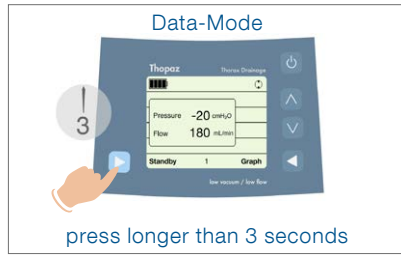 Data-Mode
Thopaz Thorax Drainage
3
Pressure -20 cmH₂O
Flow 180 mL/min
Standby 1 Graph
low vacuum / low flow
press longer than 3 seconds